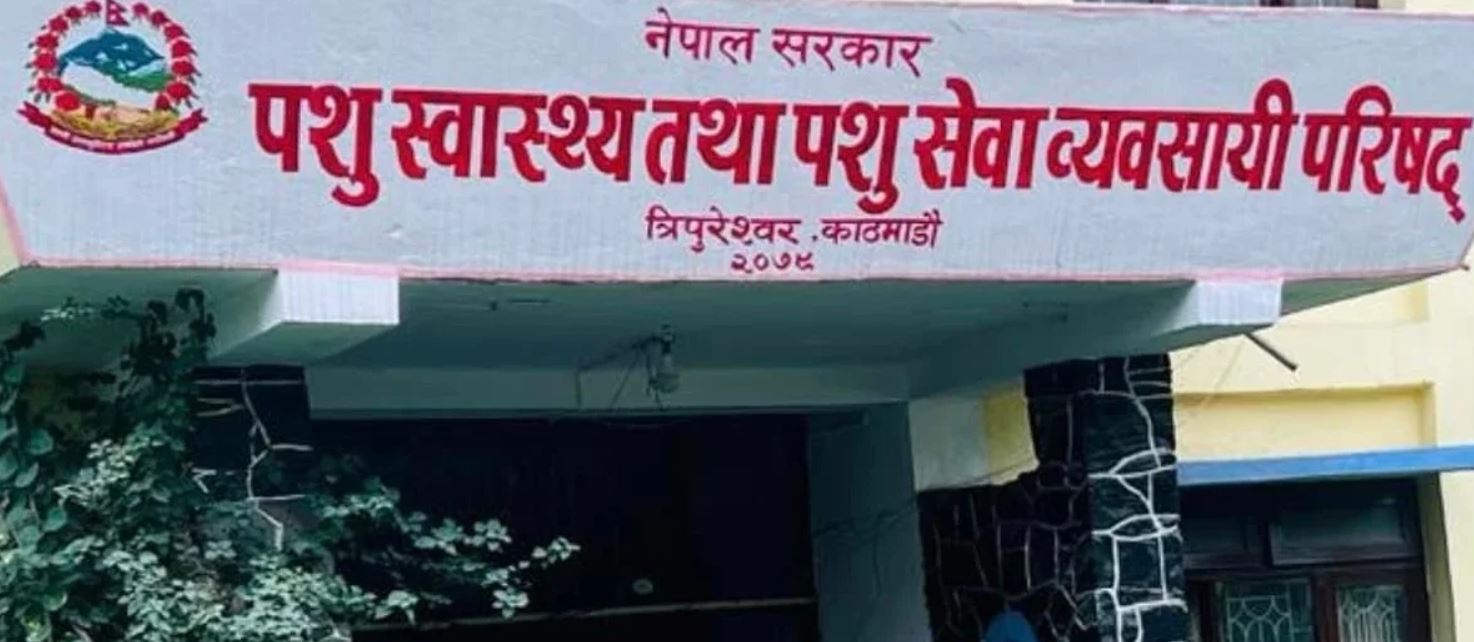 नेपाल सरकार
पशु स्वास्थ्य तथा पशु सेवा व्यवसायी परिषद्
त्रिपुरेश्वर, काठमाडौं
२०७९